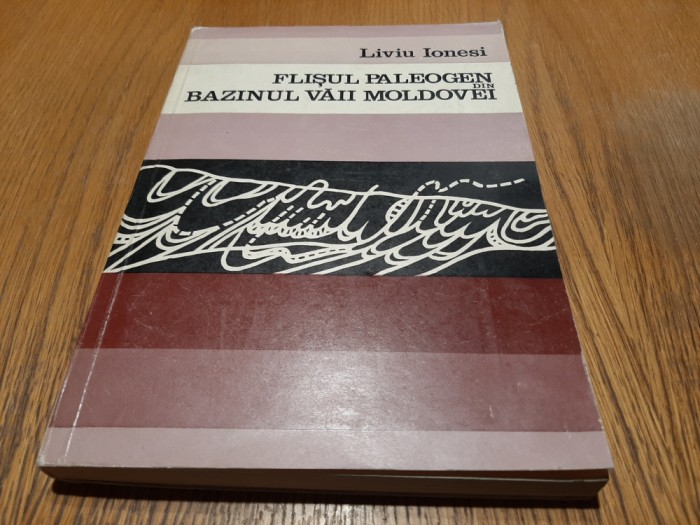 Liviu Ionesi
FLIȘUL PALEOGEN
DIN
BAZINUL VĂII MOLDOVEI